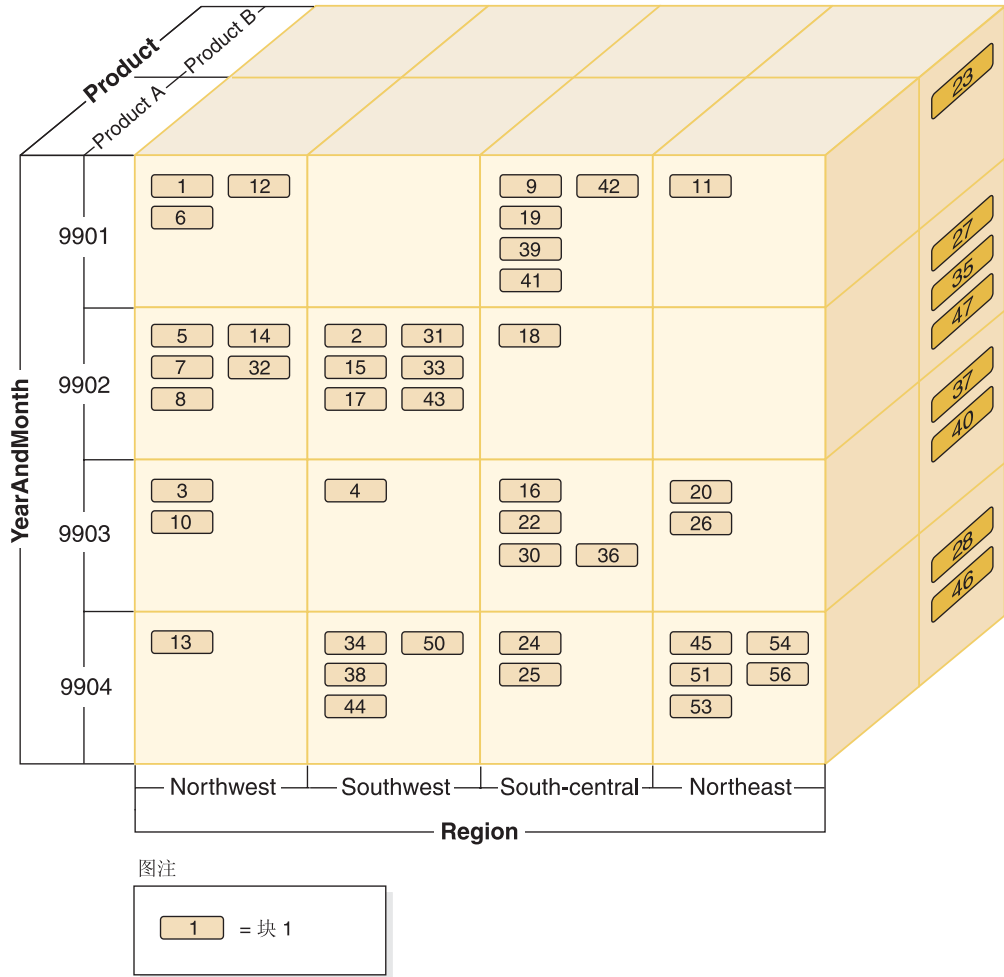 Product
Product B
Product A
23
1 12 9 42 11
6 19
9901
39
41
27
35
47
5 14 2 31 18
7 32 15 33
9902
8 17 43
37
40
YearAndMonth
3 4 16 20
10 22 26
9903
30 36
28
46
13 34 50 24 45 54
38 25 51 56
9904
44 53
Northwest Southwest South-central Northeast
Region
图注
1 = 块 1